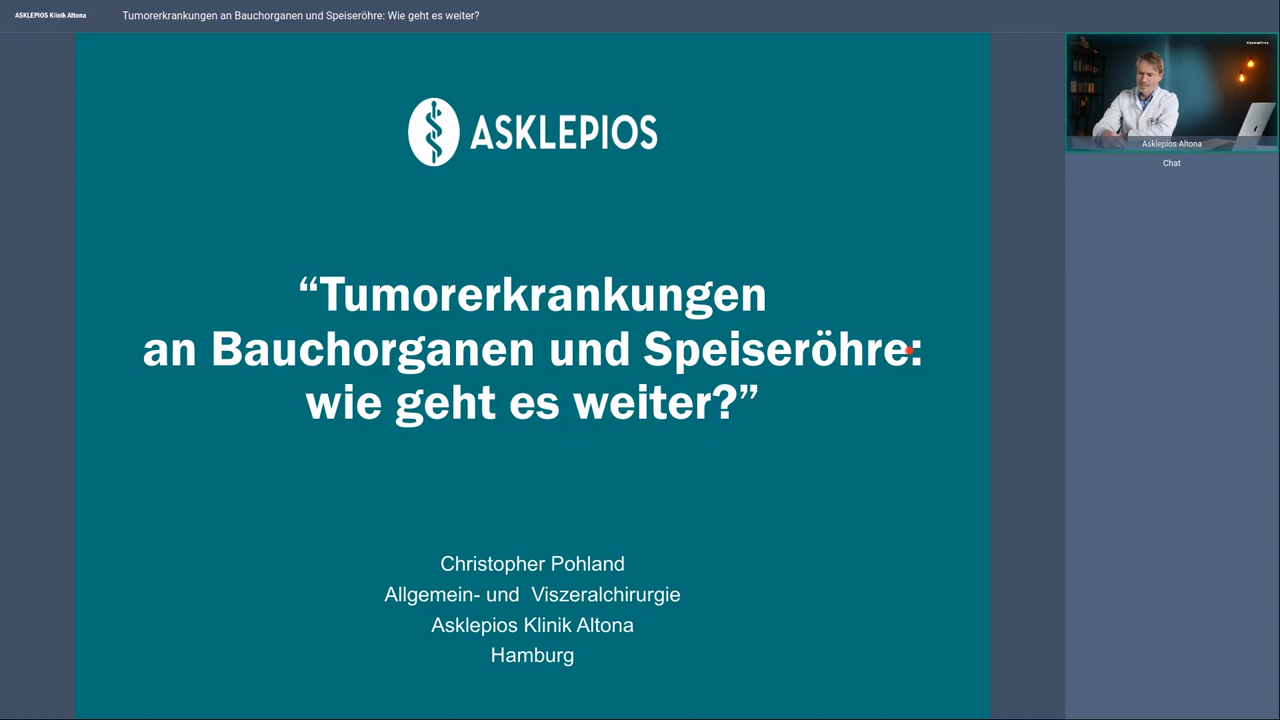 ASKLEPIOS Klinik Altona
Tumorerkrankungen an Bauchorganen und Speiseröhre: Wie geht es weiter?
ASKLEPIOS
“Tumorerkrankungen
an Bauchorganen und Speiseröhre:
wie geht es weiter?”
Christopher Pohland
Allgemein- und  Viszeralchirurgie
Asklepios Klinik Altona
Hamburg
Asklepios Altona
Chat